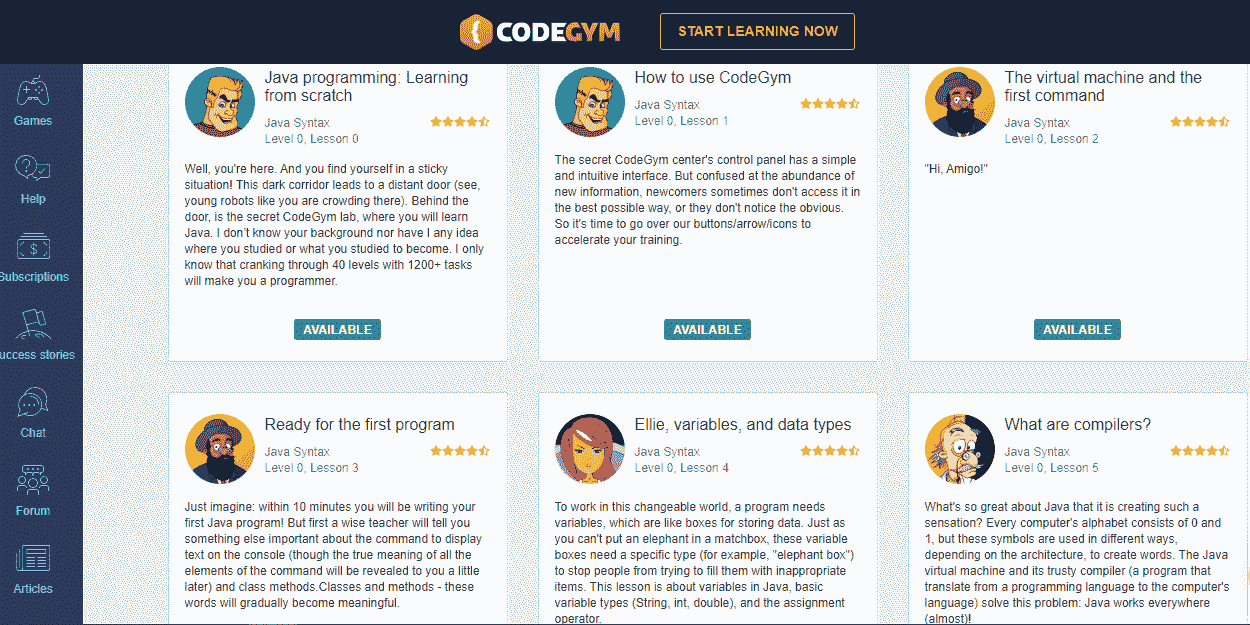 CODEGYM
START LEARNING NOW
Games
Help
Subscriptions
uccess stories
Chat
Forum
Articles
Java programming: Learning
from scratch
Java Syntax
Level 0, Lesson 0
Well, you're here. And you find yourself in a sticky
situation! This dark corridor leads to a distant door (see,
young robots like you are crowding there). Behind the
door, is the secret CodeGym lab, where you will learn
Java. I don't know your background nor have I any idea
where you studied or what you studied to become. I only
know that cranking through 40 levels with 1200+ tasks
will make you a programmer.
AVAILABLE
How to use CodeGym
Java Syntax
Level 0, Lesson 1
The secret CodeGym center's control panel has a simple
and intuitive interface. But confused at the abundance of
new information, newcomers sometimes don't access it in
the best possible way, or they don't notice the obvious.
So it's time to go over our buttons/arrow/icons to
accelerate your training.
AVAILABLE
The virtual machine and the
first command
Java Syntax
Level 0, Lesson 2
"Hi, Amigo!"
AVAILABLE
Ready for the first program
Java Syntax
Level 0, Lesson 3
Just imagine: within 10 minutes you will be writing your
first Java program! But first a wise teacher will tell you
something else important about the command to display
text on the console (though the true meaning of all the
elements of the command will be revealed to you a little
later) and class methods.Classes and methods - these
words will gradually become meaningful.
Ellie, variables, and data types
Java Syntax
Level 0, Lesson 4
To work in this changeable world, a program needs
variables, which are like boxes for storing data. Just as
you can't put an elephant in a matchbox, these variable
boxes need a specific type (for example, "elephant box")
to stop people from trying to fill them with inappropriate
items. This lesson is about variables in Java, basic
variable types (String, int, double), and the assignment
operator.
What are compilers?
Java Syntax
Level 0, Lesson 5
What's so great about Java that it is creating such a
sensation? Every computer's alphabet consists of 0 and
1, but these symbols are used in different ways,
depending on the architecture, to create words. The Java
virtual machine and its trusty compiler (a program that
translate from a programming language to the computer's
language) solve this problem: Java works everywhere
(almost)!